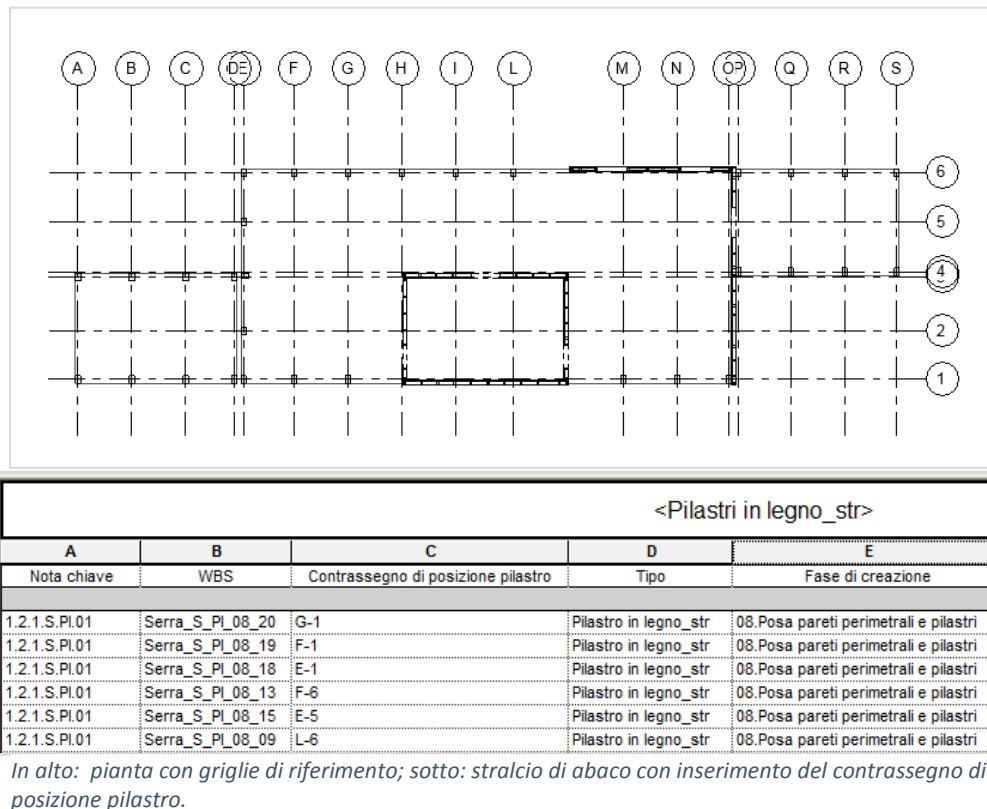 A B C D E F G H I L M N O P Q R S
6
5
4
2
1
<Pilastri in legno_str>
A B C D E
Nota chiave WBS Contrassegno di posizione pilastro Tipo Fase di creazione
1.2.1.S.PI.01 Serra_S_PI_08_20 G-1 Pilastro in legno_str 08.Posa pareti perimetrali e pilastri
1.2.1.S.PI.01 Serra_S_PI_08_19 F-1 Pilastro in legno_str 08.Posa pareti perimetrali e pilastri
1.2.1.S.PI.01 Serra_S_PI_08_18 E-1 Pilastro in legno_str 08.Posa pareti perimetrali e pilastri
1.2.1.S.PI.01 Serra_S_PI_08_13 F-6 Pilastro in legno_str 08.Posa pareti perimetrali e pilastri
1.2.1.S.PI.01 Serra_S_PI_08_15 E-5 Pilastro in legno_str 08.Posa pareti perimetrali e pilastri
1.2.1.S.PI.01 Serra_S_PI_08_09 L-6 Pilastro in legno_str 08.Posa pareti perimetrali e pilastri
In alto: pianta con griglie di riferimento; sotto: stralcio di abaco con inserimento del contrassegno di
posizione pilastro.